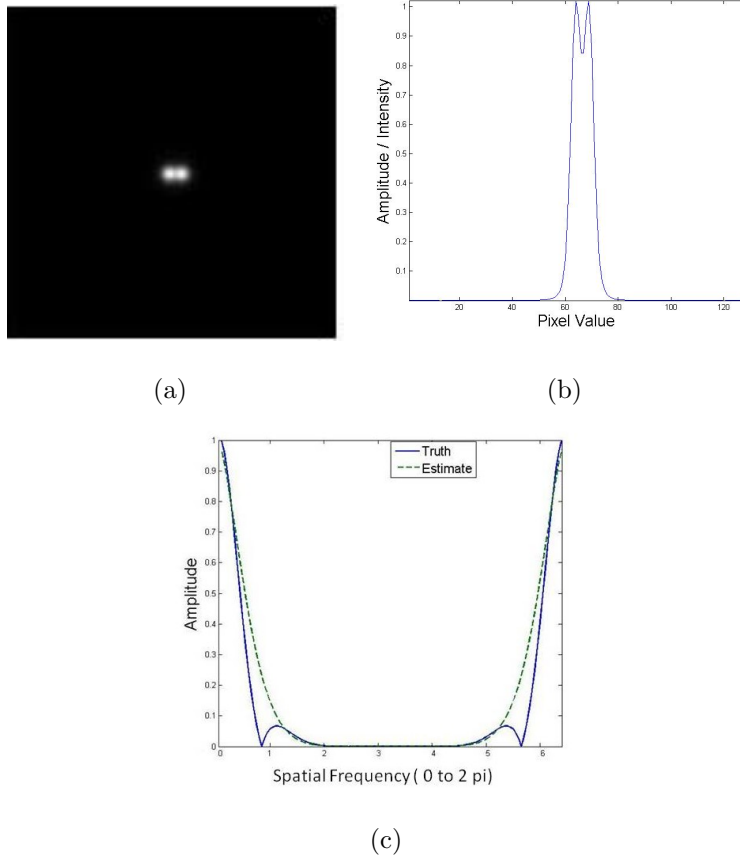 1
0.9
0.8
0.7
0.6
0.5
0.4
0.3
0.2
0.1
Amplitude / Intensity
20 40 60 80 100 120
Pixel Value
(a) (b)
1
0.9
0.8
0.7
0.6
0.5
0.4
0.3
0.2
0.1
0
Amplitude
Truth
Estimate
0 1 2 3 4 5 6
Spatial Frequency ( 0 to 2 pi)
(c)